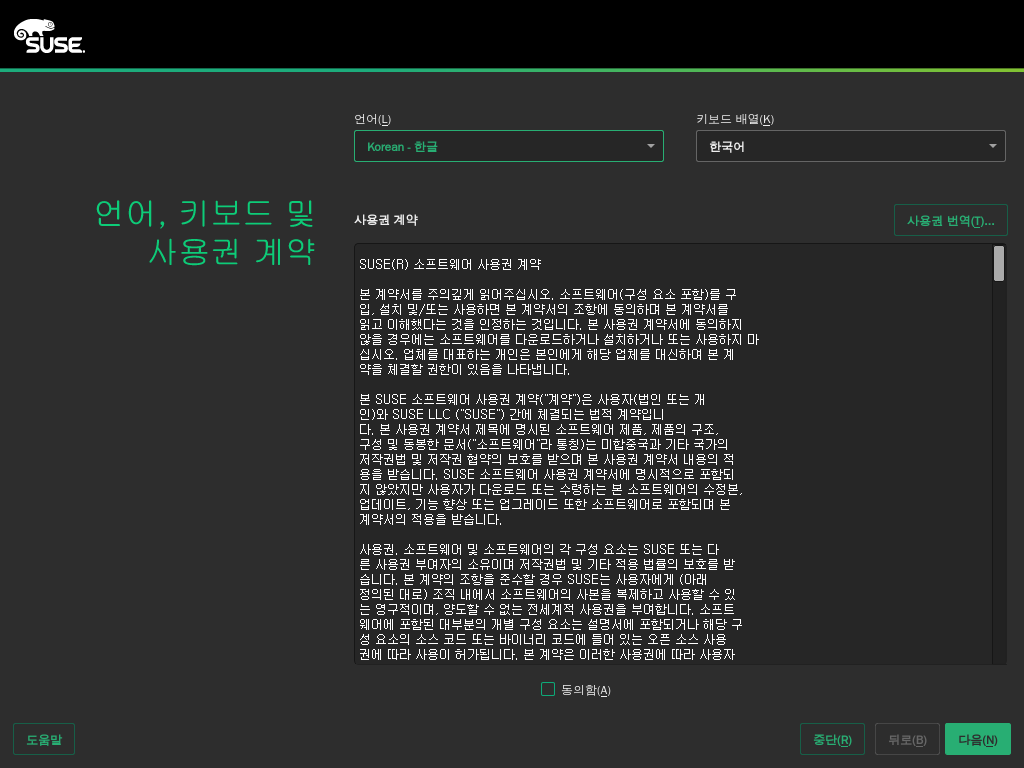 SUSE.
언어(L)
키보드 배열(K)
Korean - 한글
한국어
언어, 키보드 및
사용권 계약
사용권 계약
사용권 번역(T)...
SUSE(R) 소프트웨어 사용권 계약
본 계약서를 주의깊게 읽어주십시오. 소프트웨어(구성 요소 포함)를 구
입, 설치 및/또는 사용하면 본 계약서의 조항에 동의하며 본 계약서를
읽고 이해했다는 것을 인정하는 것입니다. 본 사용권 계약서에 동의하지
않을 경우에는 소프트웨어를 다운로드하거나 설치하거나 또는 사용하지 마
십시오. 업체를 대표하는 개인은 본인에게 해당 업체를 대신하여 본 계
약을 체결할 권한이 있음을 나타냅니다.
본 SUSE 소프트웨어 사용권 계약("계약")은 사용자(법인 또는 개
인)와 SUSE LLC ("SUSE") 간에 체결되는 법적 계약입니
다. 본 사용권 계약서 제목에 명시된 소프트웨어 제품, 제품의 구조,
구성 및 동봉한 문서("소프트웨어"라 통칭)는 미합중국과 기타 국가의
저작권법 및 저작권 협약의 보호를 받으며 본 사용권 계약서 내용의 적
용을 받습니다. SUSE 소프트웨어 사용권 계약서에 명시적으로 포함되
지 않았지만 사용자가 다운로드 또는 수령하는 본 소프트웨어의 수정본,
업데이트, 기능 향상 또는 업그레이드 또한 소프트웨어로 포함되며 본
계약서의 적용을 받습니다.
사용권. 소프트웨어 및 소프트웨어의 각 구성 요소는 SUSE 또는 다
른 사용권 부여자의 소유이며 저작권법 및 기타 적용 법률의 보호를 받
습니다. 본 계약의 조항을 준수할 경우 SUSE는 사용자에게 (아래
정의된 대로) 조직 내에서 소프트웨어의 사본을 복제하고 사용할 수 있
는 영구적이며, 양도할 수 없는 전세계적 사용권을 부여합니다. 소프트
웨어에 포함된 대부분의 개별 구성 요소는 설명서에 포함되거나 해당 구
성 요소의 소스 코드 또는 바이너리 코드에 들어 있는 오픈 소스 사용
권에 따라 사용이 허가됩니다. 본 계약은 이러한 사용권에 따라 사용자
동의함(A)
도움말
중단(R)
뒤로(B)
다음(N)